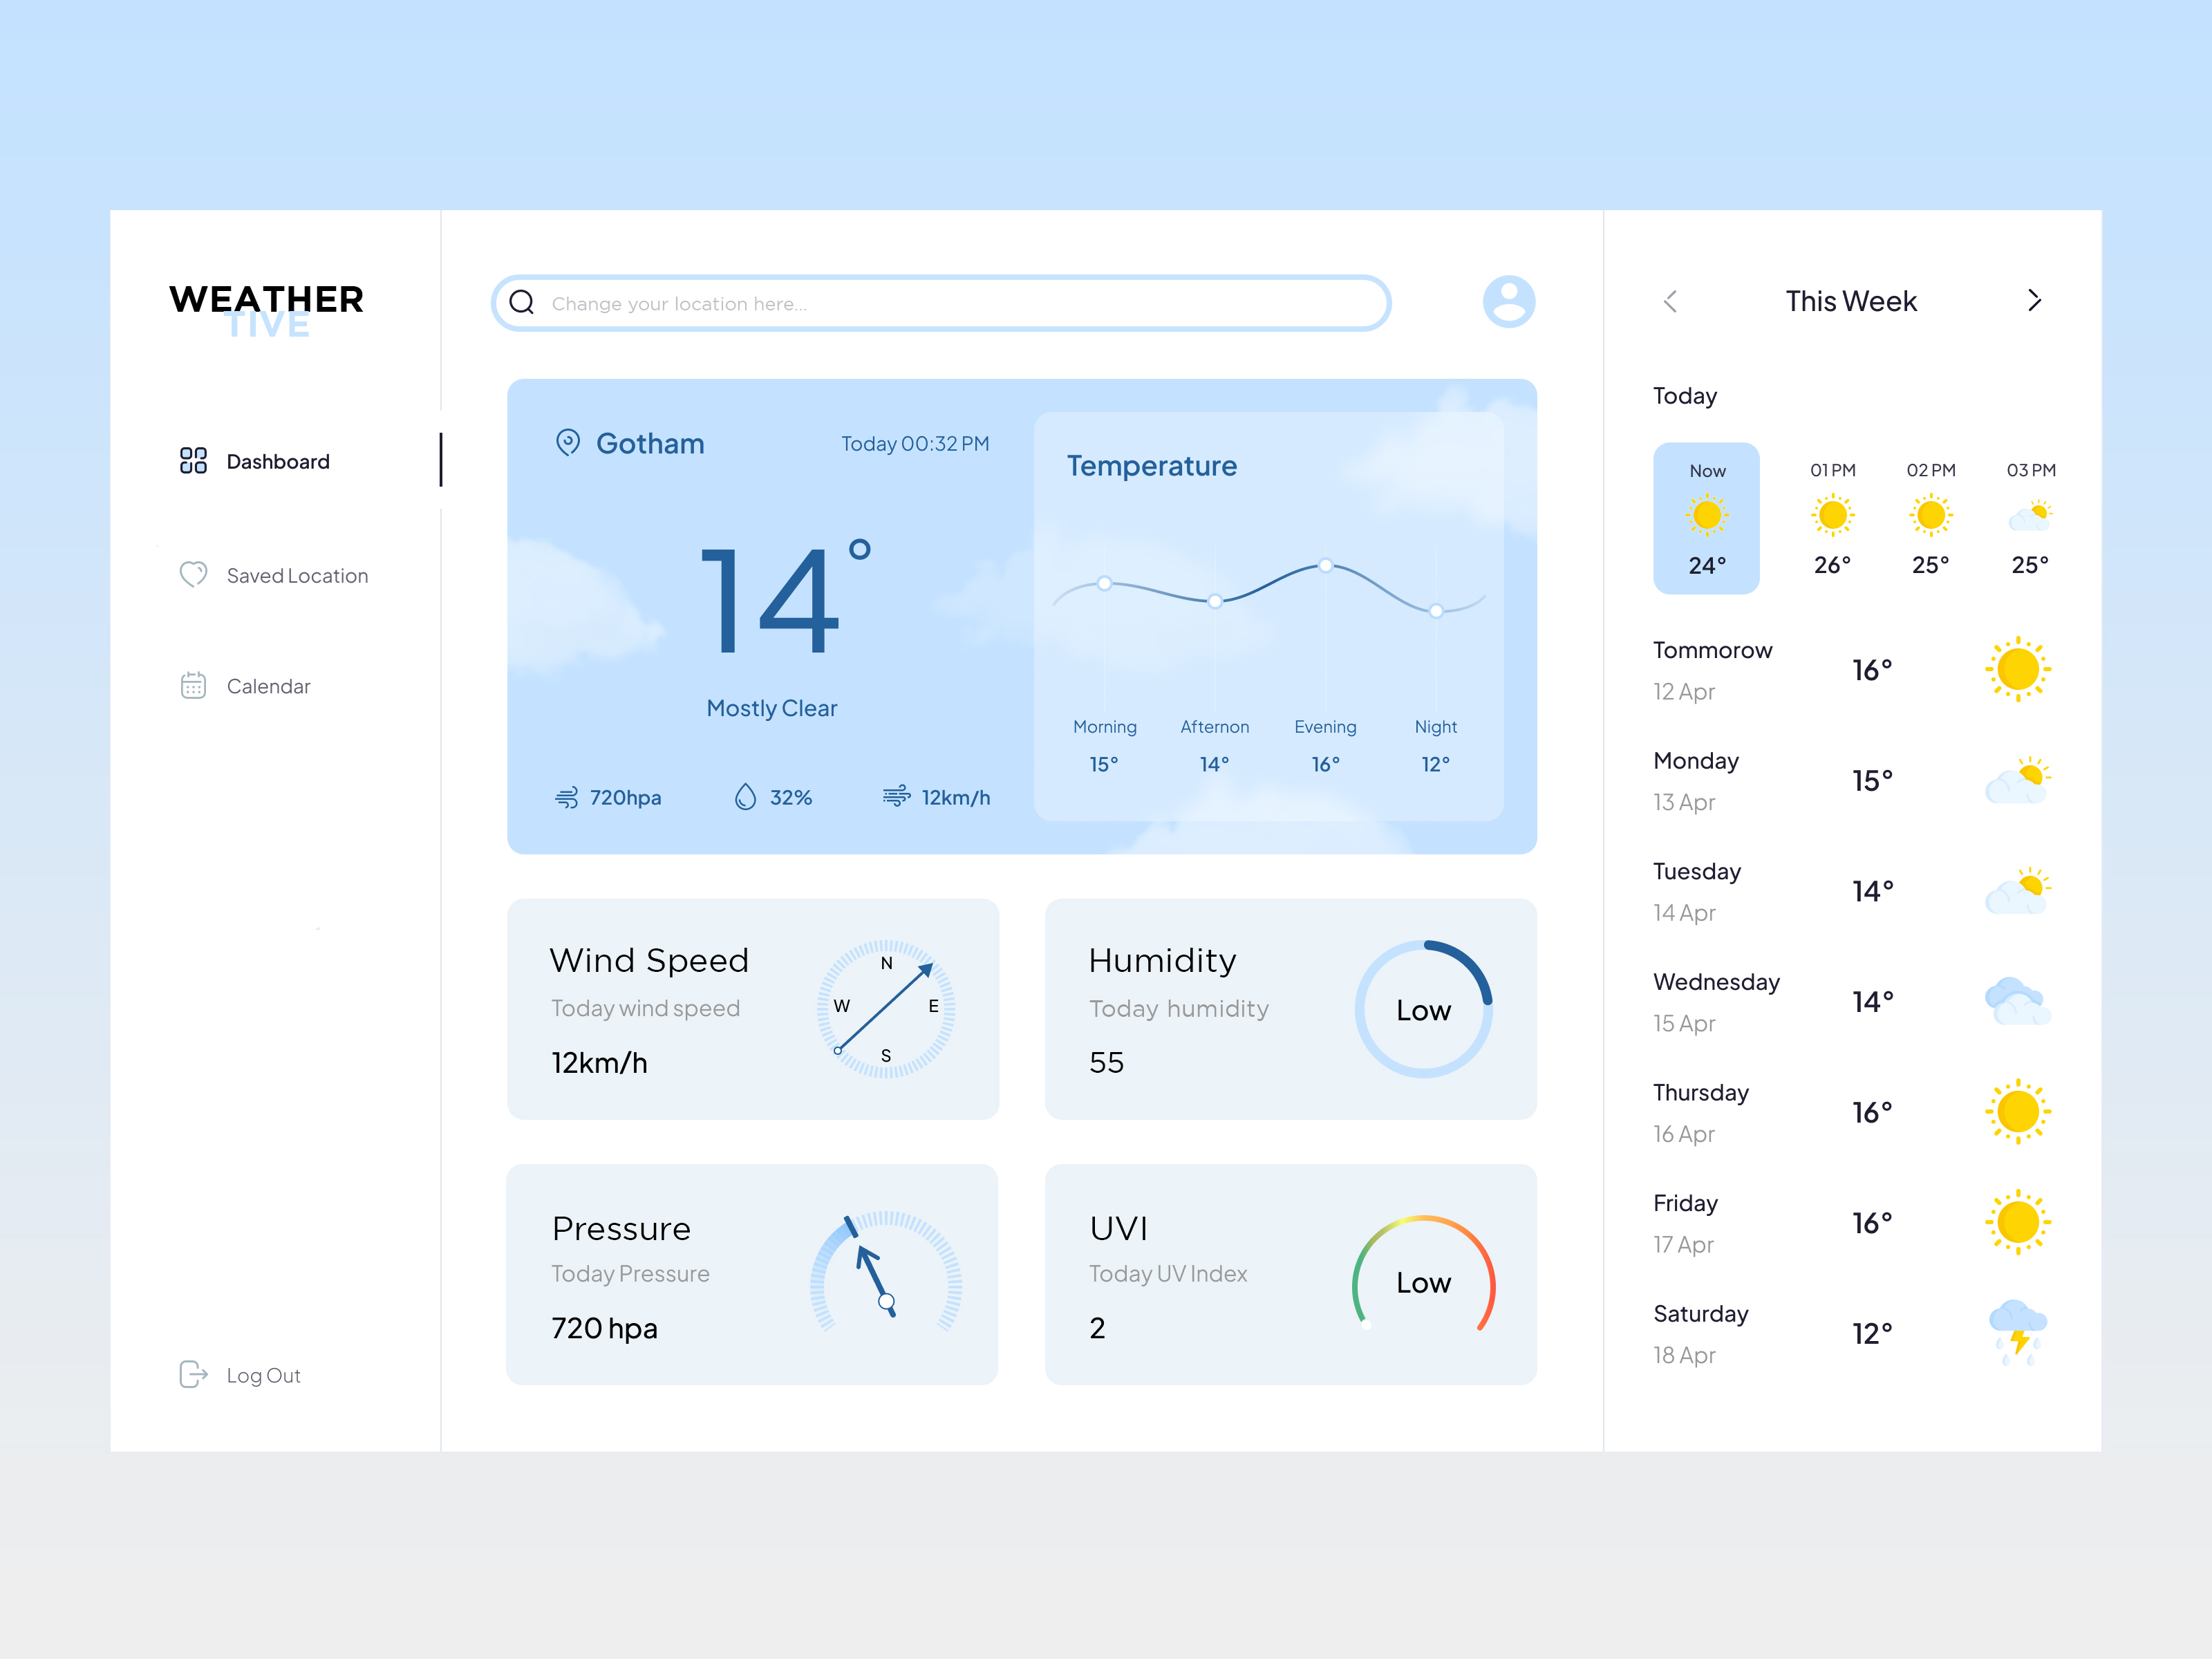 WEATHER
TIVE
Dashboard
Saved Location
Calendar
Log Out
Change your location here...
Gotham
Today 00:32 PM
14°
Mostly Clear
720hpa
32%
12km/h
Temperature
Morning Afternon Evening Night
15° 14° 16° 12°
Wind Speed
Today wind speed
12km/h
N
W E
S
Humidity
Today humidity
55
Low
Pressure
Today Pressure
720 hpa
UVI
Today UV Index
2
Low
This Week
Today
Now 01 PM 02 PM 03 PM
24° 26° 25° 25°
Tommorow
12 Apr
16°
Monday
13 Apr
15°
Tuesday
14 Apr
14°
Wednesday
15 Apr
14°
Thursday
16 Apr
16°
Friday
17 Apr
16°
Saturday
18 Apr
12°